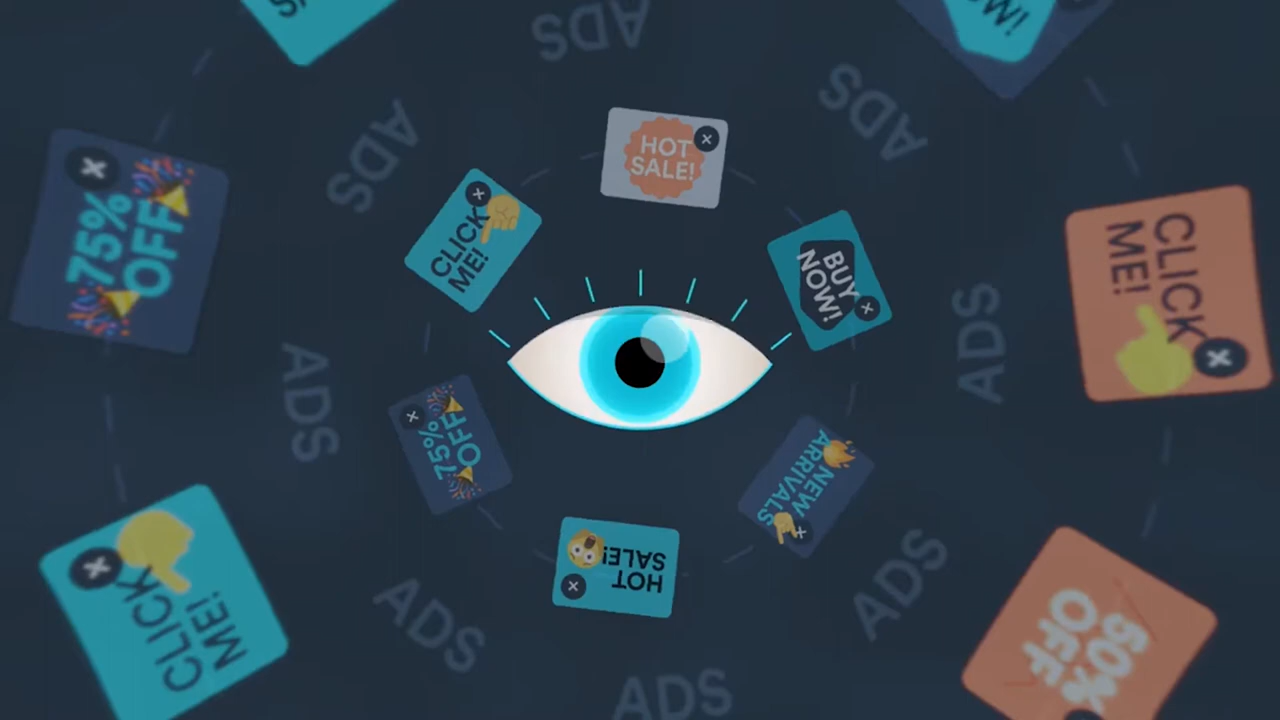 ADS
ADS
ADS
HOT
SALE!
75%
OFF
CLICK
ME!
BUY
NOW!
CLICK
ME!
ADS
ADS
75%
OFF
NEW
ARRIVALS
HOT
SALE!
CLICK
ME!
ADS
ADS
50%
OFF
ADS